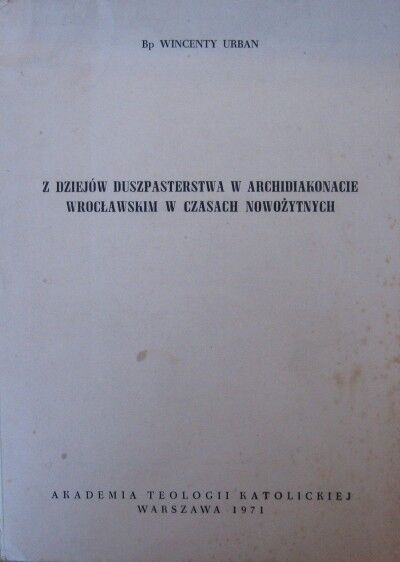 Bp WINCENTY URBAN
Z DZIEJÓW DUSZPASTERSTWA W ARCHIDIAKONACIE
WROCŁAWSKIM W CZASACH NOWOŻYTNYCH
AKADEMIA TEOLOGII KATOLICKIEJ
WARSZAWA 1971